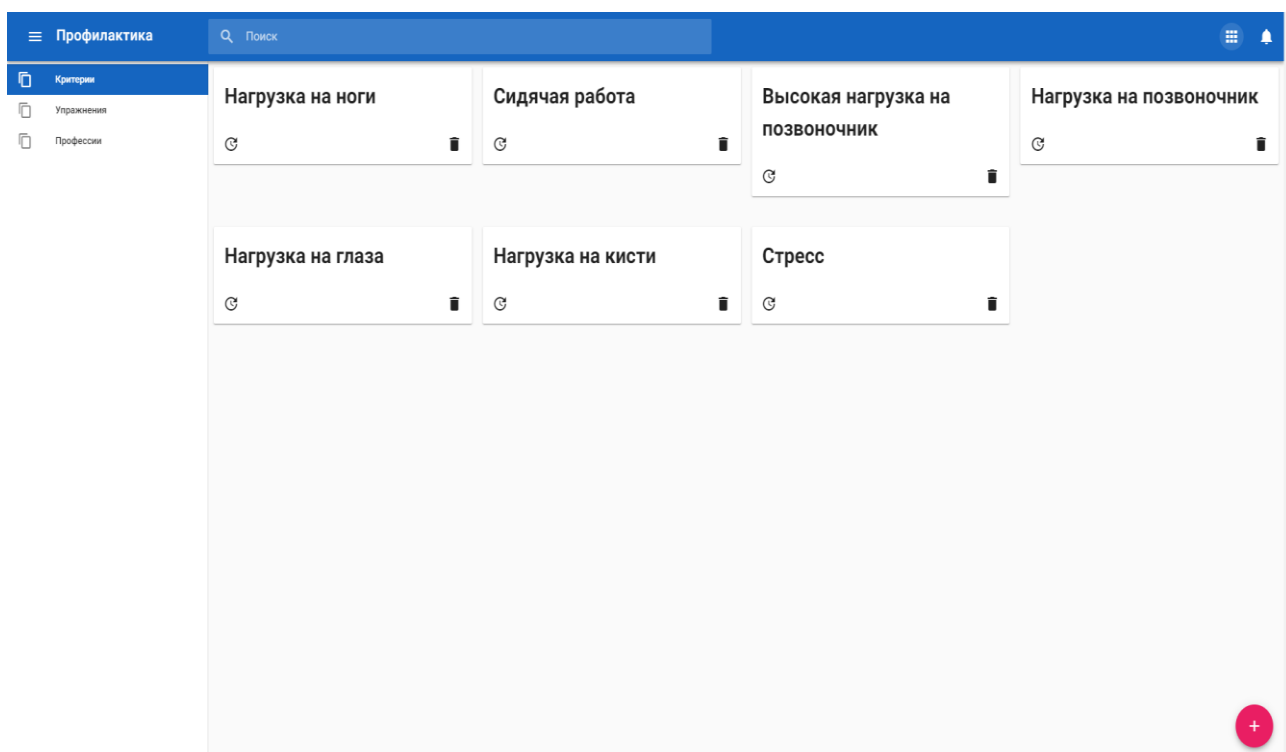 Профилактика
Поиск
Критерии
Упражнения
Профессии
Нагрузка на ноги
Сидячая работа
Высокая нагрузка на
позвоночник
Нагрузка на позвоночник
Нагрузка на глаза
Нагрузка на кисти
Стресс